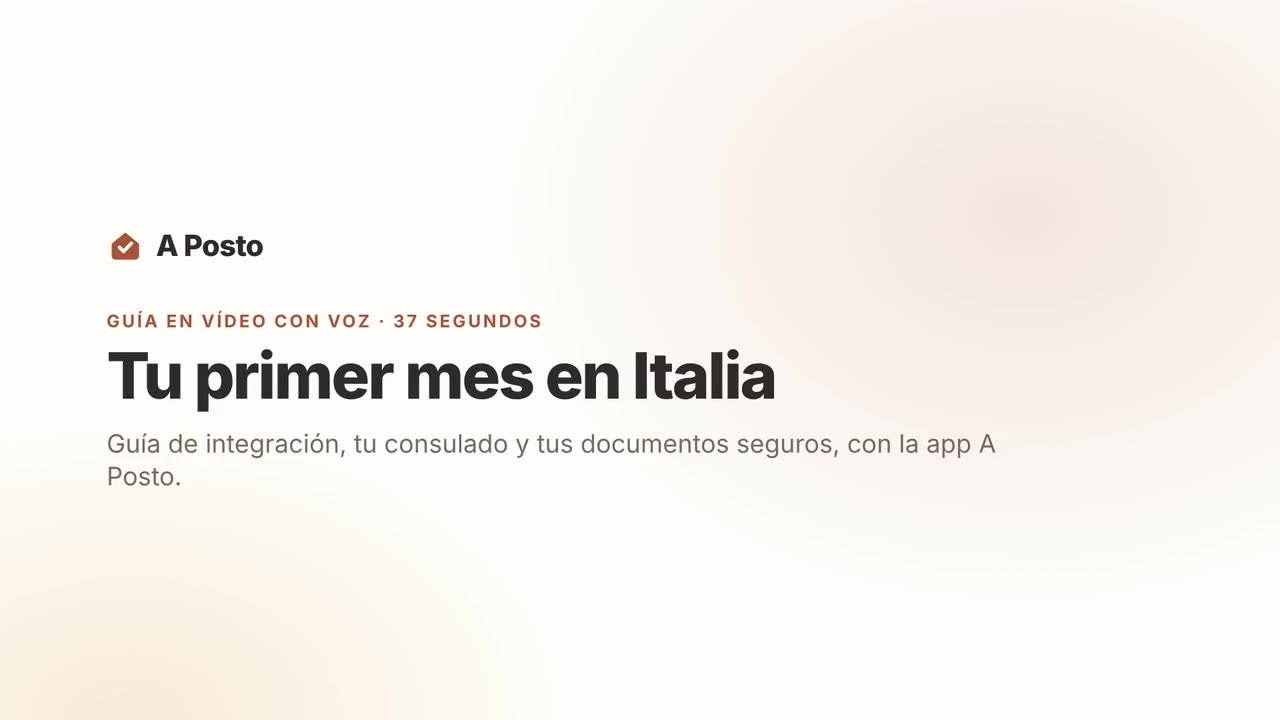 A Posto
GUÍA EN VÍDEO CON VOZ · 37 SEGUNDOS
Tu primer mes en Italia
Guía de integración, tu consulado y tus documentos seguros, con la app A
Posto.